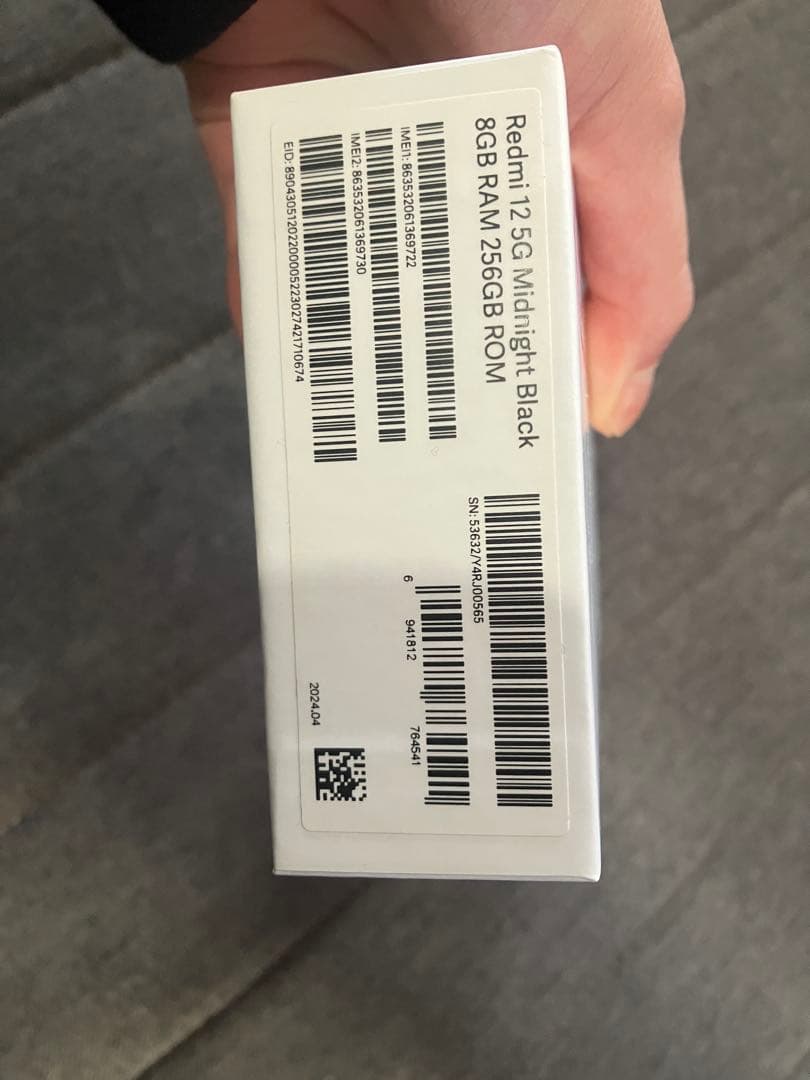 Redmi 12 5G Midnight Black
8GB RAM 256GB ROM
IMEI1: 863532061369722
IMEI2: 863532061369730
EID: 89043051202200005223027421710674
SN: 53632/Y4RJ00565
6 941812 764541
2024.04